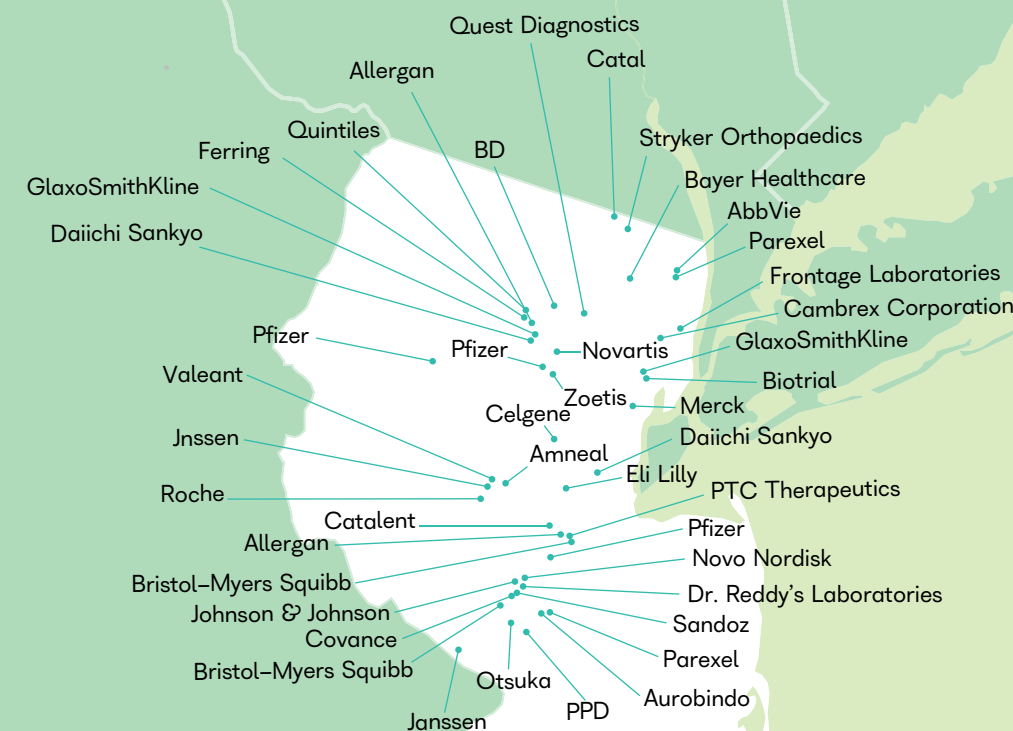 Quest Diagnostics
Catal
Allergan
Quintiles
Stryker Orthopaedics
Ferring
BD
Bayer Healthcare
GlaxoSmithKline
AbbVie
Daiichi Sankyo
Parexel
Frontage Laboratories
Cambrex Corporation
Pfizer
GlaxoSmithKline
Pfizer
Novartis
Valeant
Biotrial
Zoetis
Merck
Celgene
Jnssen
Daiichi Sankyo
Amneal
Eli Lilly
Roche
PTC Therapeutics
Catalent
Pfizer
Allergan
Novo Nordisk
Bristol-Myers Squibb
Dr. Reddy's Laboratories
Johnson & Johnson
Sandoz
Covance
Parexel
Bristol-Myers Squibb
Otsuka
Aurobindo
PPD
Janssen